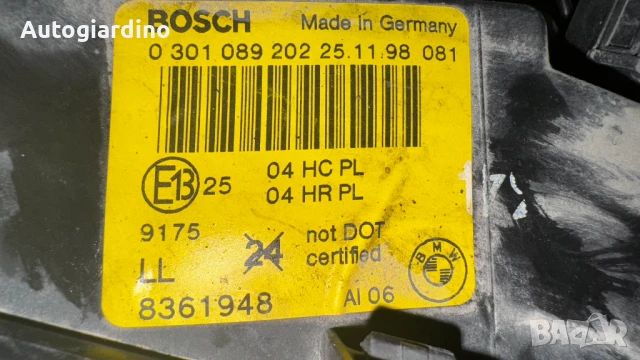 Autogiardino
BOSCH Made in Germany
0 301 089 202 25.11.98 081
E13 25 04 HC PL
04 HR PL
9175 24 not DOT
LL certified
8361948 AI 06
BMW
BAZAR